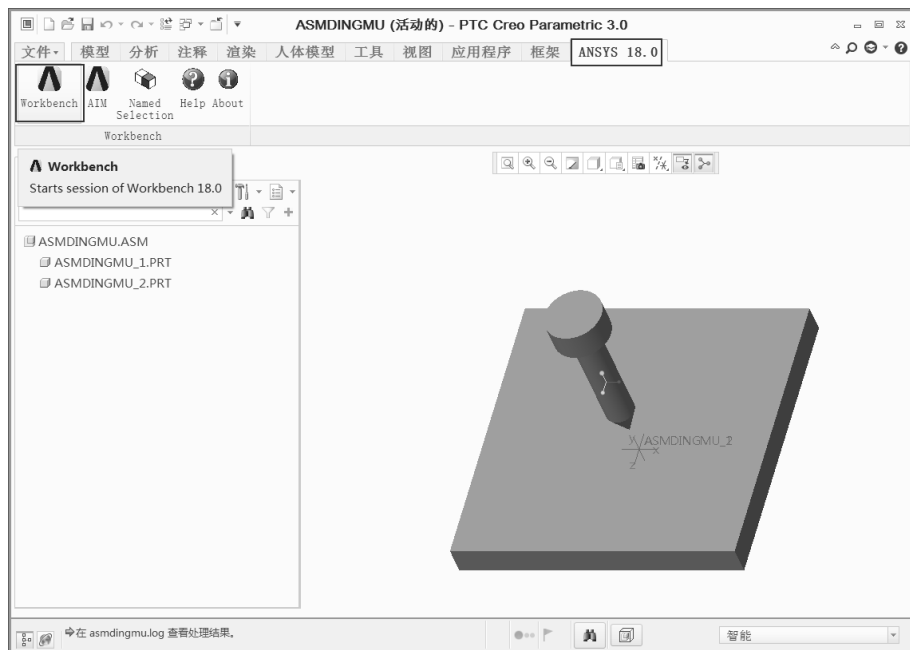 ASMDINGMU (活动的) - PTC Creo Parametric 3.0
文件 模型 分析 注释 渲染 人体模型 工具 视图 应用程序 框架 ANSYS 18.0
Workbench AIM Named Selection Help About
Workbench
Workbench
Starts session of Workbench 18.0
ASMDINGMU.ASM
ASMDINGMU_1.PRT
ASMDINGMU_2.PRT
y
x
z
在 asmdingmu.log 查看处理结果。
智能